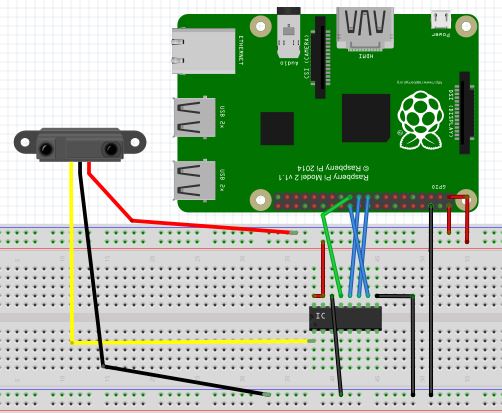 ETHERNET
Audio
CSI (CAMERA)
HDMI
Power
USB 2x
USB 2x
DSI (DISPLAY)
http://www.raspberrypi.org
Raspberry Pi Model 2 v1.1
© Raspberry Pi 2014
GPIO
IC